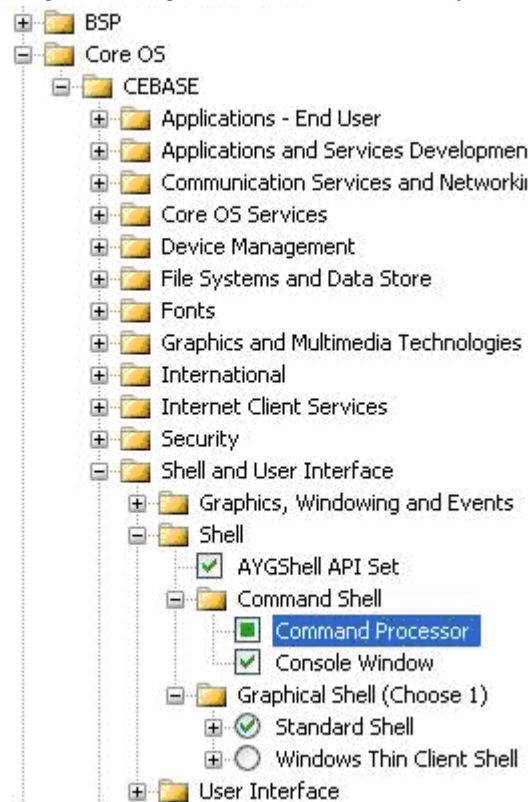 BSP
Core OS
CEBASE
Applications - End User
Applications and Services Developmen
Communication Services and Networkii
Core OS Services
Device Management
File Systems and Data Store
Fonts
Graphics and Multimedia Technologies
International
Internet Client Services
Security
Shell and User Interface
Graphics, Windowing and Events
Shell
AYGShell API Set
Command Shell
Command Processor
Console Window
Graphical Shell (Choose 1)
Standard Shell
Windows Thin Client Shell
User Interface